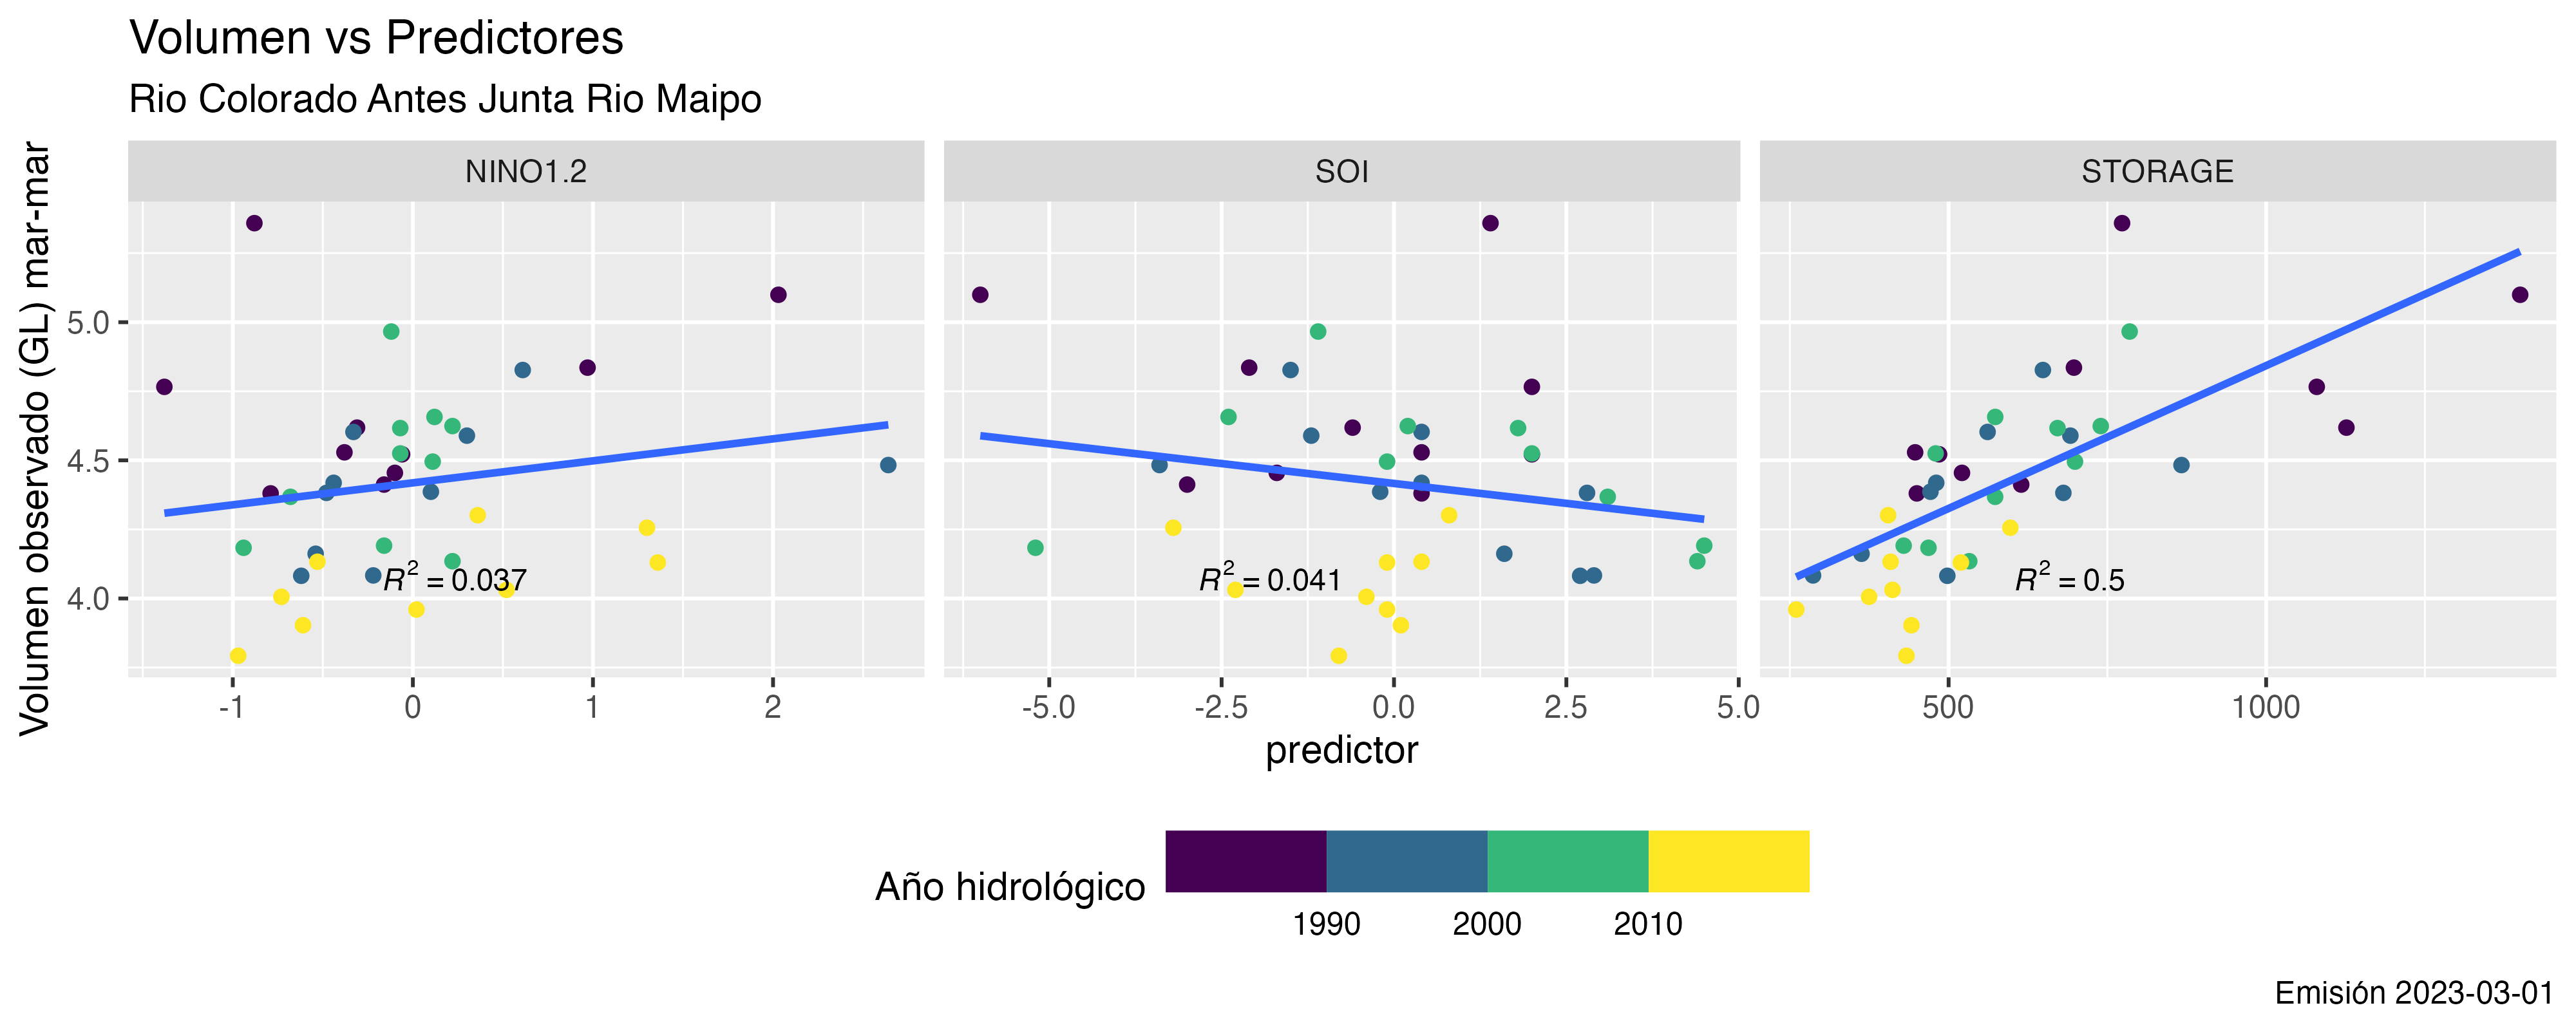 Volumen vs Predictores
Rio Colorado Antes Junta Rio Maipo
Volumen observado (GL) mar-mar
NINO1.2
SOI
STORAGE
5.0
4.5
4.0
R² = 0.037
R² = 0.041
R² = 0.5
-1 0 1 2
-5.0 -2.5 0.0 2.5 5.0
500 1000
predictor
Año hidrológico
1990 2000 2010
Emisión 2023-03-01